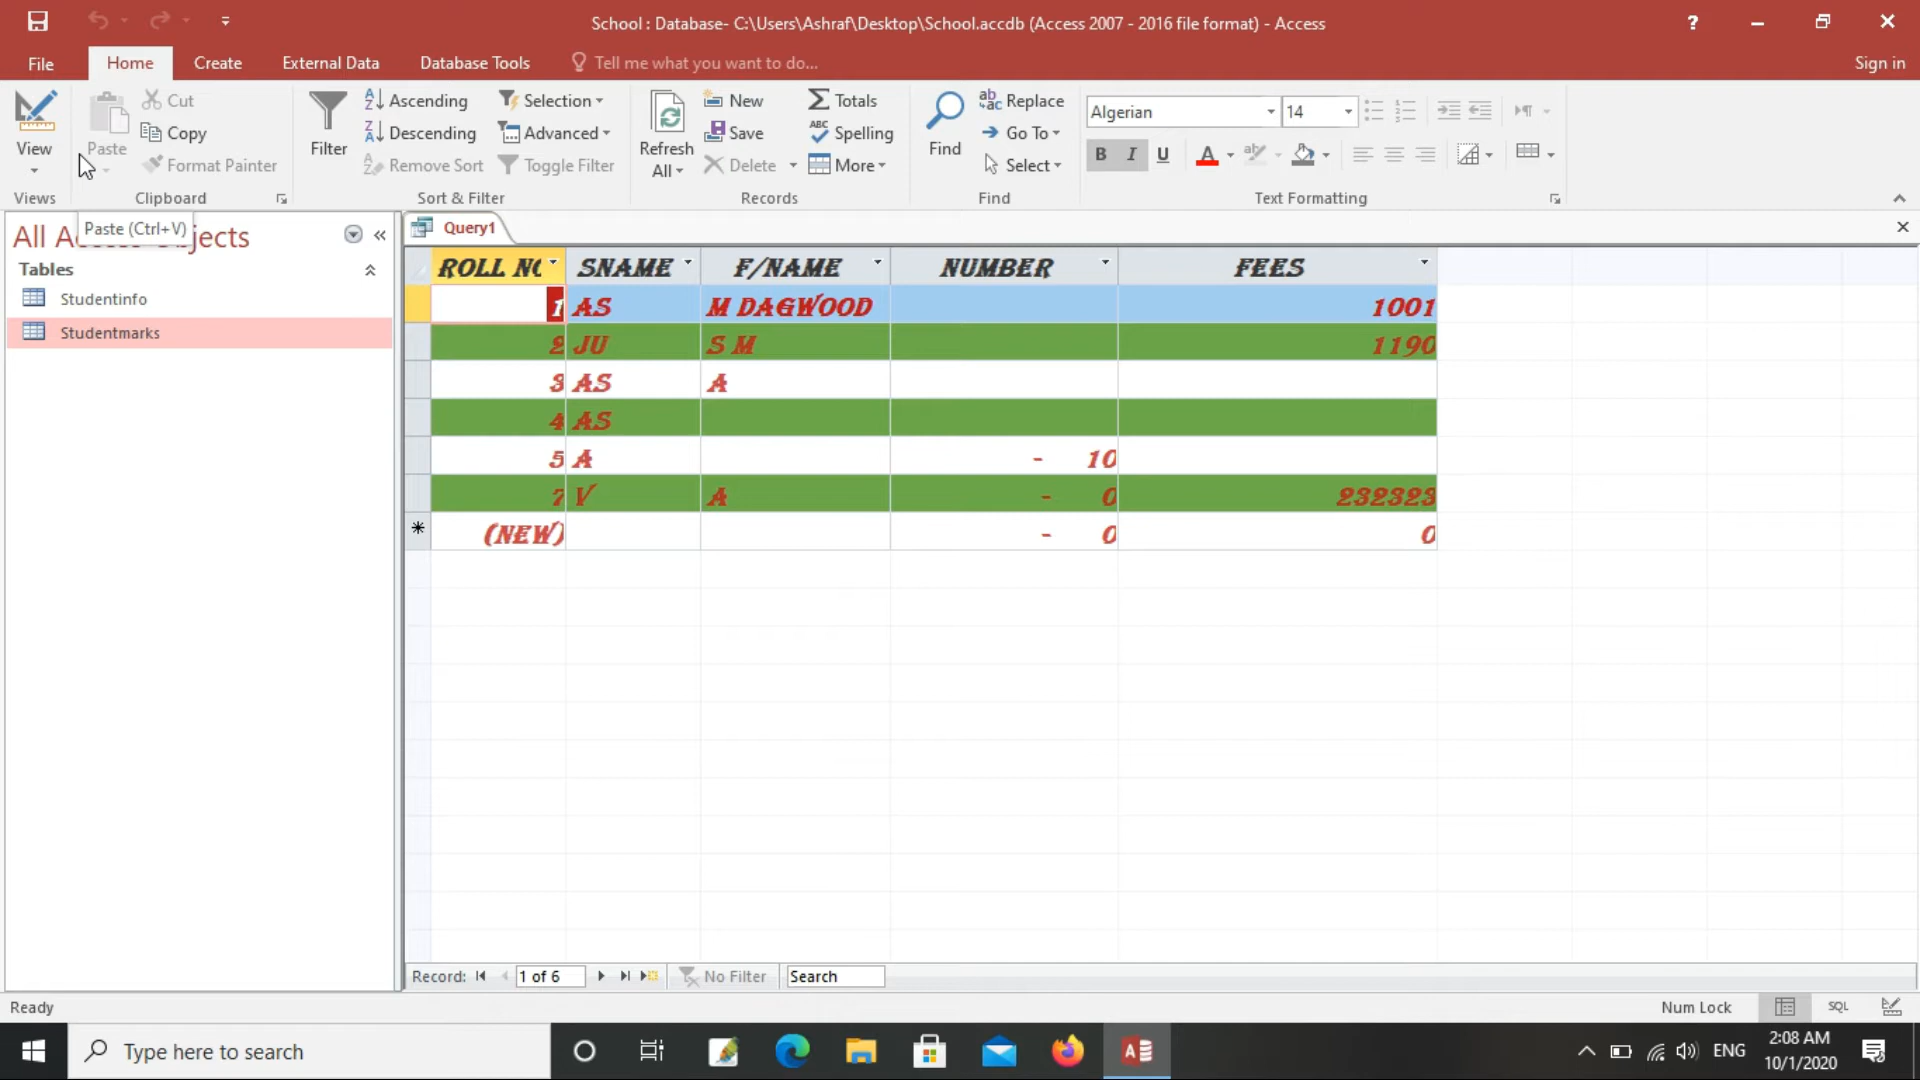 School : Database- C:\Users\Ashraf\Desktop\School.accdb (Access 2007 - 2016 file format) - Access
?
File Home Create External Data Database Tools Tell me what you want to do... Sign in
View
Paste
Cut
Copy
Format Painter
Filter
Ascending
Descending
Remove Sort
Selection
Advanced
Toggle Filter
Refresh
All
New
Save
Delete
Totals
Spelling
More
Find
Replace
Go To
Select
Algerian 14
B I U
Views Clipboard Sort & Filter Records Find Text Formatting
Paste (Ctrl+V)
All A jects
Tables
Studentinfo
Studentmarks
Query1
ROLL NO SNAME F/NAME NUMBER FEES
1 AS M DAGWOOD 1001
2 JU S M 1190
3 AS A
4 AS
5 A - 10
7 V A - 0 232323
(NEW) - 0 0
Record: 1 of 6 No Filter Search
Ready Num Lock SQL
Type here to search
ENG
2:08 AM
10/1/2020